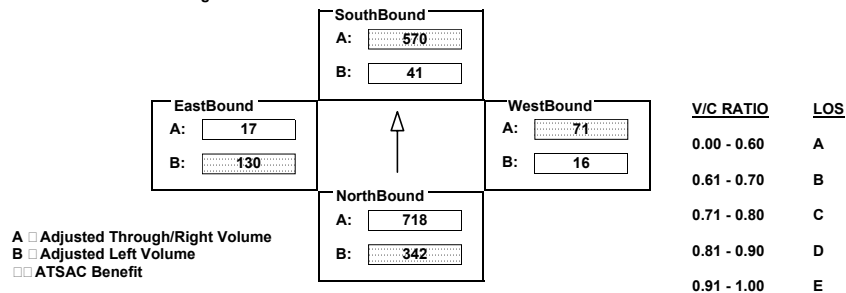 SouthBound
A: 570
B: 41
EastBound
A: 17
B: 130
WestBound
A: 71
B: 16
NorthBound
A: 718
B: 342
A □ Adjusted Through/Right Volume
B □ Adjusted Left Volume
□□ ATSAC Benefit
V/C RATIO LOS
0.00 - 0.60 A
0.61 - 0.70 B
0.71 - 0.80 C
0.81 - 0.90 D
0.91 - 1.00 E